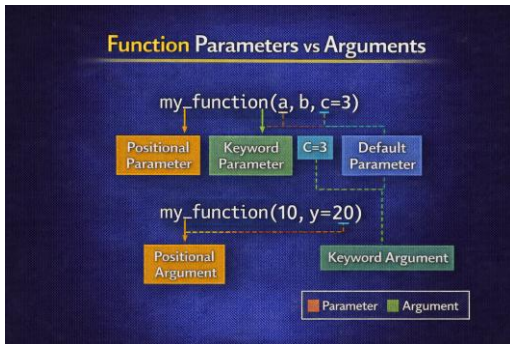 Function Parameters vs Arguments
my_function(a, b, c=3)
Positional
Parameter
Keyword
Parameter
C=3
Default
Parameter
my_function(10, y=20)
Positional
Argument
Keyword Argument
Parameter
Argument